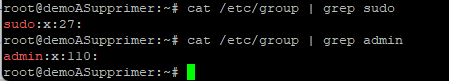 root@demoASupprimer:~# cat /etc/group | grep sudo
sudo:x:27:
root@demoASupprimer:~# cat /etc/group | grep admin
admin:x:110:
root@demoASupprimer:~#